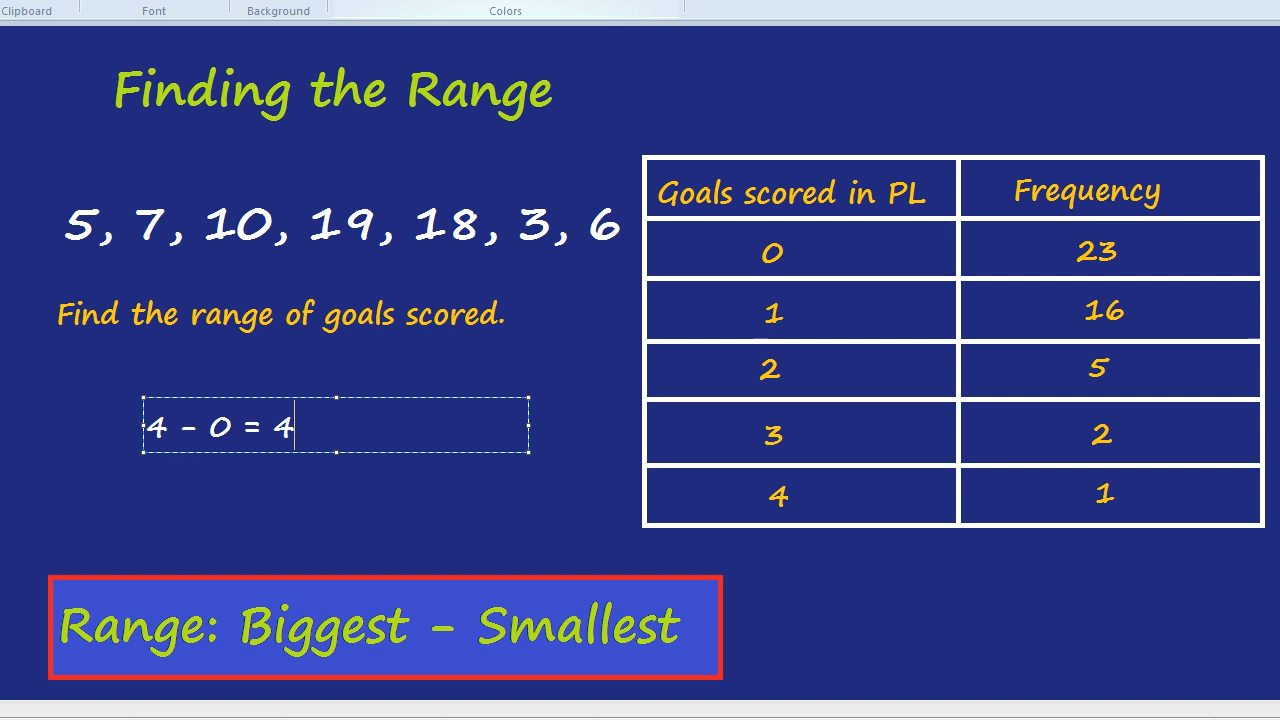 Clipboard Font Background Colors
Finding the Range
5, 7, 10, 19, 18, 3, 6
Find the range of goals scored.
4 - 0 = 4
Goals scored in PL Frequency
0 23
1 16
2 5
3 2
4 1
Range: Biggest - Smallest